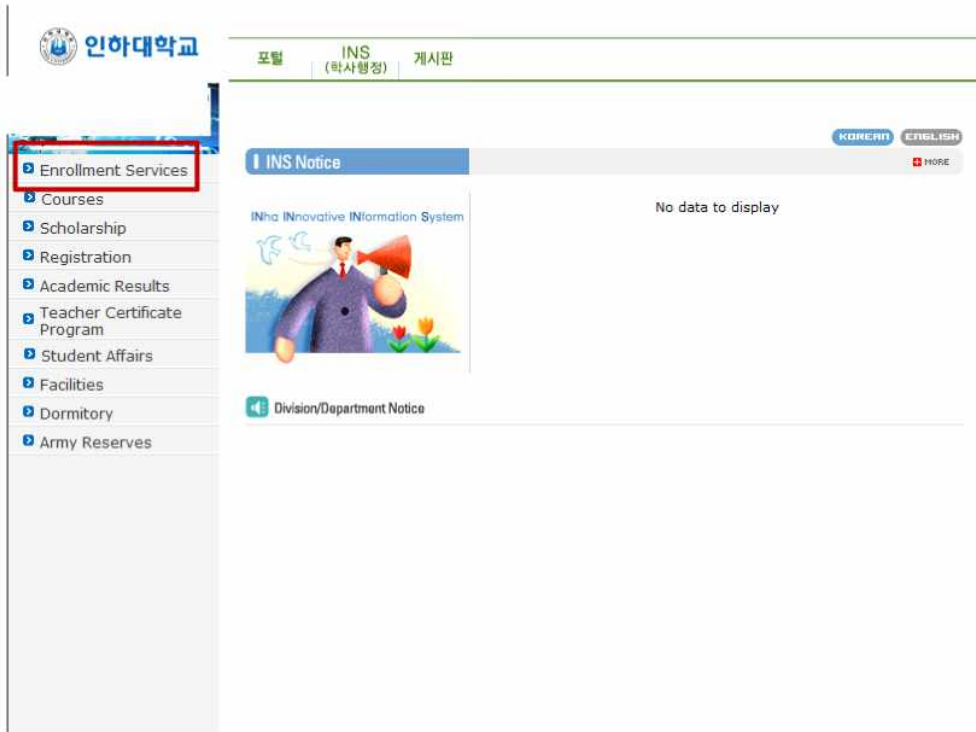 인하대학교
포털
INS
(학사행정)
게시판
KOREAN ENGLISH
Enrollment Services
Courses
Scholarship
Registration
Academic Results
Teacher Certificate
Program
Student Affairs
Facilities
Dormitory
Army Reserves
INS Notice
MORE
INha INnovative INformation System
No data to display
Division/Department Notice